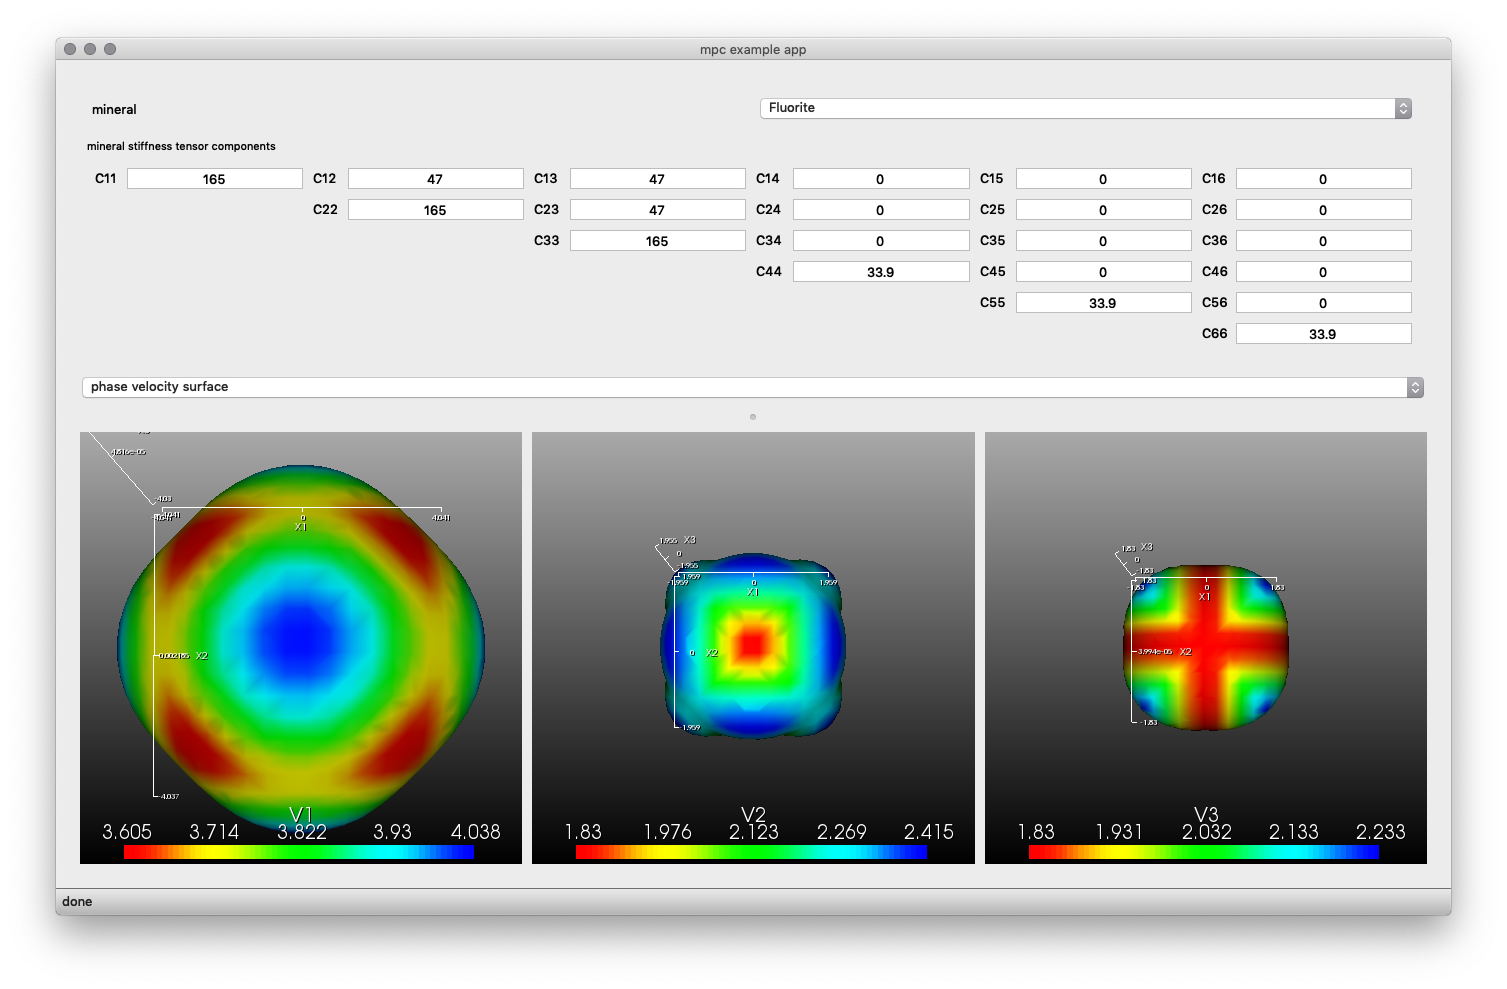 mpc example app
mineral
Fluorite
mineral stiffness tensor components
C11 165 C12 47 C13 47 C14 0 C15 0 C16 0
C22 165 C23 47 C24 0 C25 0 C26 0
C33 165 C34 0 C35 0 C36 0
C44 33.9 C45 0 C46 0
C55 33.9 C56 0
C66 33.9
phase velocity surface
4.816e-05
-4.03
0
4.041
X1
0.002185 X2
-4.037
V1
3.605 3.714 3.822 3.93 4.038
1.955 X3
0
-1.955
-1.959
-1.959 0 1.959
X1
0 X2
-1.959
V2
1.83 1.976 2.123 2.269 2.415
1.83 X3
0
-1.83
1.83
-1.83 0 1.83
X1
3.994e-05 X2
-1.83
V3
1.83 1.931 2.032 2.133 2.233
done